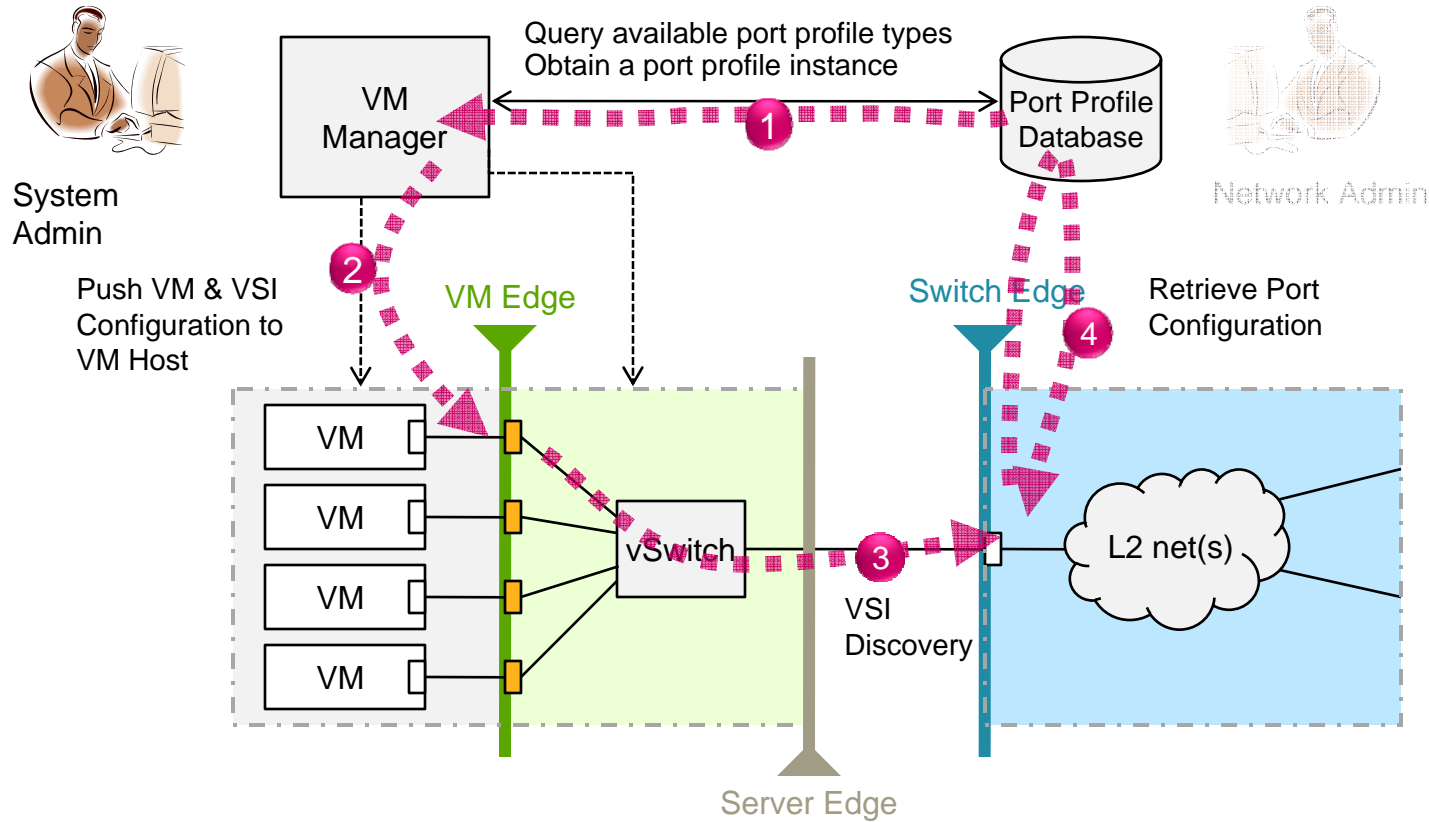 Query available port profile types
Obtain a port profile instance
VM
Manager
Port Profile
Database
1
System
Admin
Network Admin
2
Push VM & VSI
Configuration to
VM Host
VM Edge
Switch Edge
Retrieve Port
Configuration
4
VM
VM
VM
VM
vSwitch
3
VSI
Discovery
L2 net(s)
Server Edge